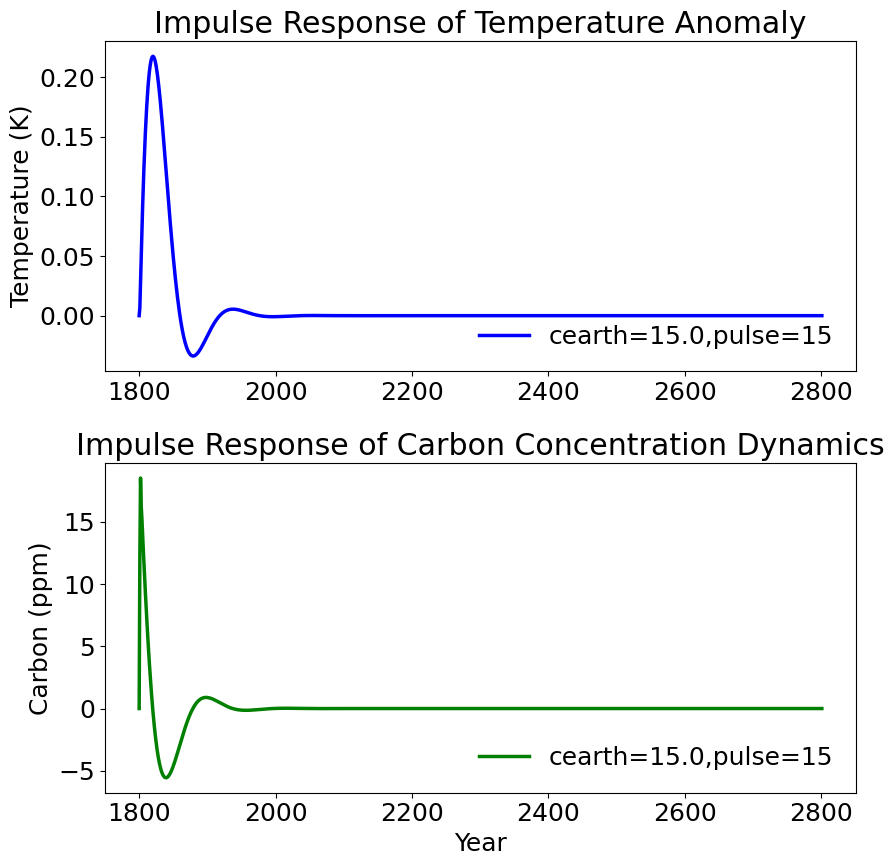 Impulse Response of Temperature Anomaly
Temperature (K)
0.20
0.15
0.10
0.05
0.00
cearth=15.0,pulse=15
1800 2000 2200 2400 2600 2800
Impulse Response of Carbon Concentration Dynamics
Carbon (ppm)
15
10
5
0
−5
cearth=15.0,pulse=15
1800 2000 2200 2400 2600 2800
Year